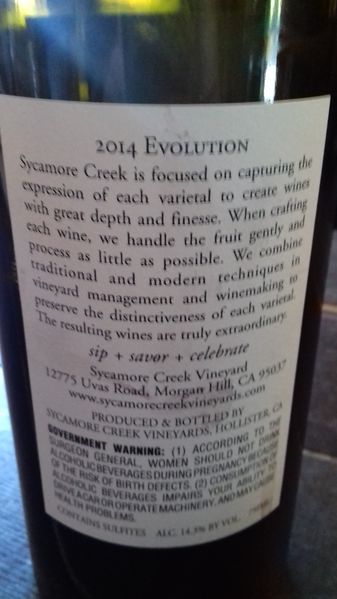 2014 EVOLUTION
Sycamore Creek is focused on capturing the
expression of each varietal to create wines
with great depth and finesse. When crafting
each wine, we handle the fruit gently and
process as little as possible. We combine
traditional and modern techniques in
vineyard management and winemaking to
preserve the distinctiveness of each varietal.
The resulting wines are truly extraordinary.
sip + savor + celebrate
Sycamore Creek Vineyard
12775 Uvas Road, Morgan Hill, CA 95037
www.sycamorecreekvineyards.com
PRODUCED & BOTTLED BY
SYCAMORE CREEK VINEYARDS, HOLLISTER, CA
GOVERNMENT WARNING: (1) ACCORDING TO THE
SURGEON GENERAL, WOMEN SHOULD NOT DRINK
ALCOHOLIC BEVERAGES DURING PREGNANCY BECAUSE
OF THE RISK OF BIRTH DEFECTS. (2) CONSUMPTION OF
ALCOHOLIC BEVERAGES IMPAIRS YOUR ABILITY TO
DRIVE A CAR OR OPERATE MACHINERY, AND MAY CAUSE
HEALTH PROBLEMS.
CONTAINS SULFITES ALC. 14.3% BY VOL.